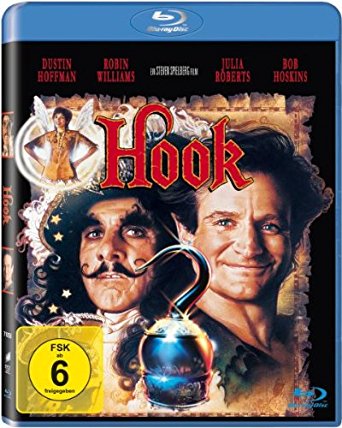 Blu-ray Disc
DUSTIN
HOFFMAN
ROBIN
WILLIAMS
EIN STEVEN SPIELBERG FILM
JULIA
ROBERTS
BOB
HOSKINS
Hook
Hook
FSK
ab
6
freigegeben
Blu-ray Disc